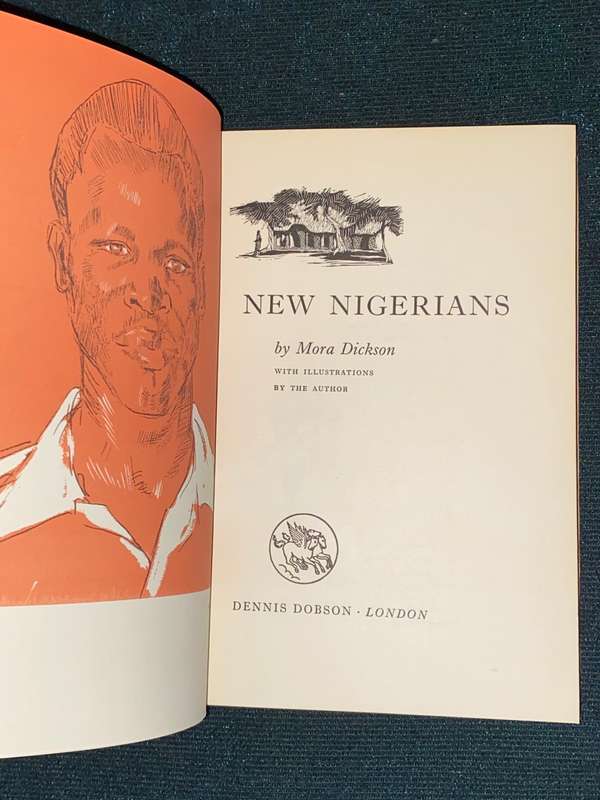 NEW NIGERIANS
by Mora Dickson
WITH ILLUSTRATIONS
BY THE AUTHOR
DENNIS DOBSON · LONDON